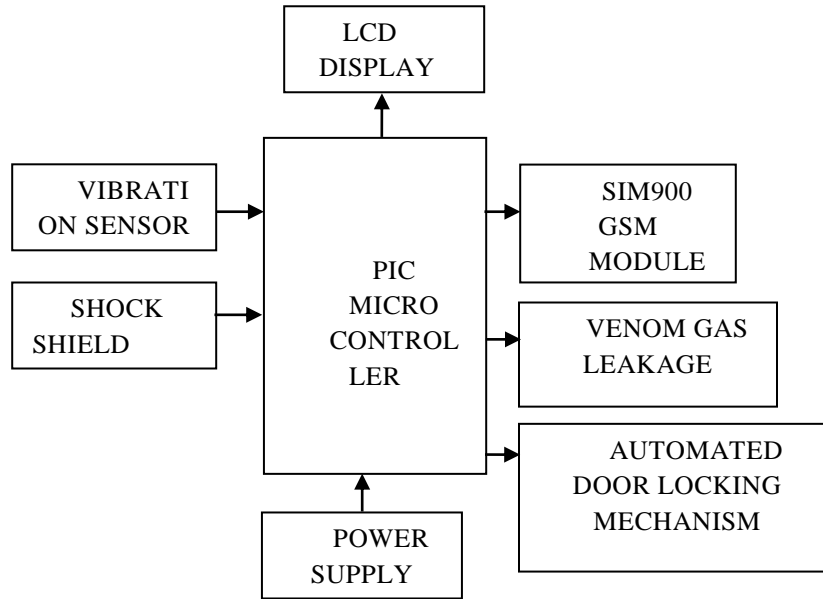 LCD
DISPLAY
VIBRATI
ON SENSOR
SHOCK
SHIELD
PIC
MICRO
CONTROL
LER
SIM900
GSM
MODULE
VENOM GAS
LEAKAGE
AUTOMATED
DOOR LOCKING
MECHANISM
POWER
SUPPLY